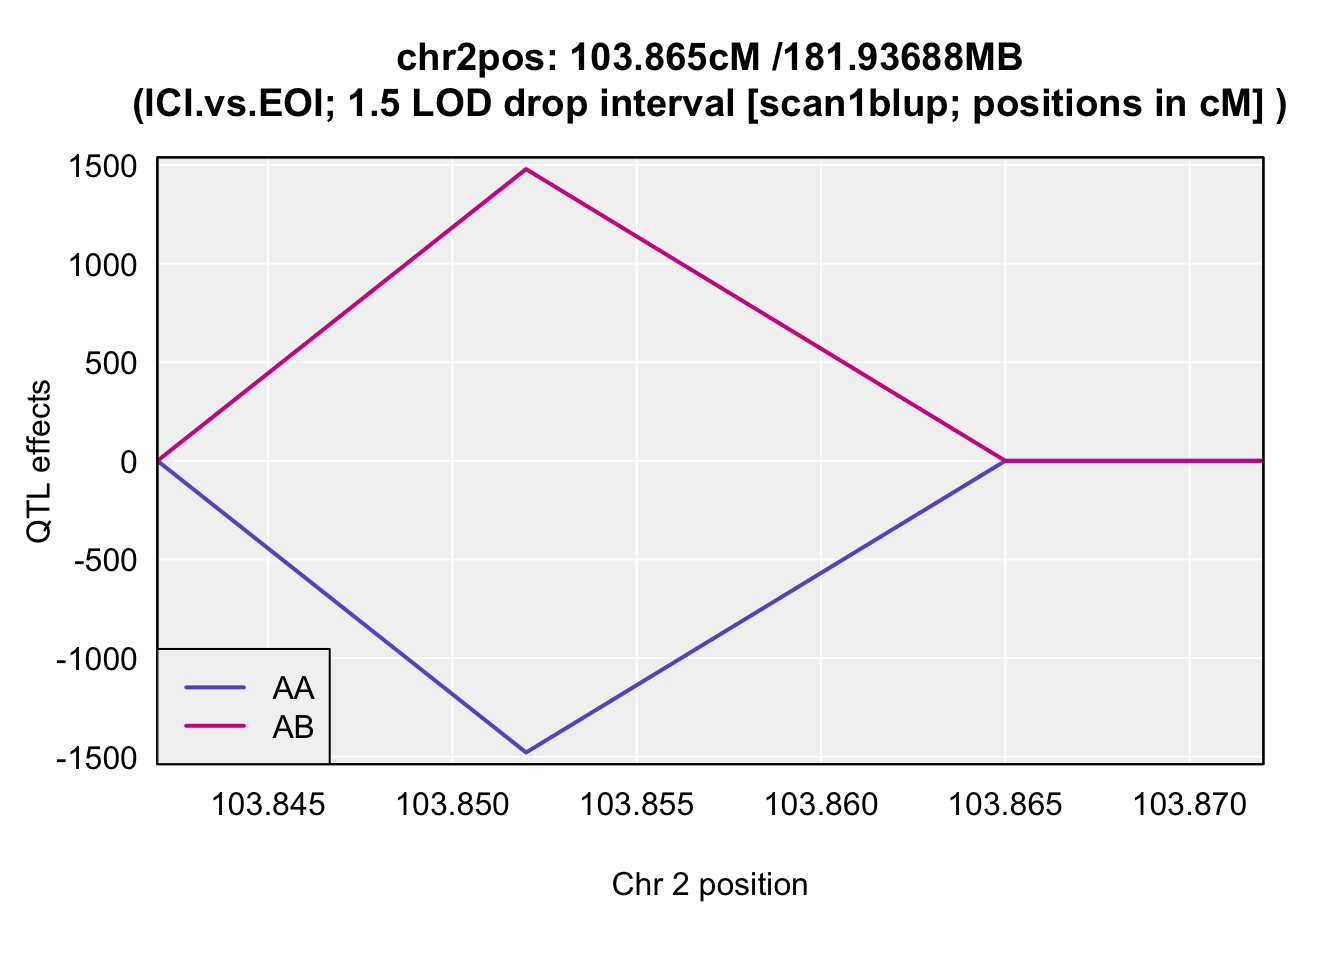 chr2pos: 103.865cM /181.93688MB
(ICI.vs.EOI; 1.5 LOD drop interval [scan1blup; positions in cM] )
1500
1000
500
0
-500
-1000
-1500
QTL effects
AA
AB
103.845 103.850 103.855 103.860 103.865 103.870
Chr 2 position